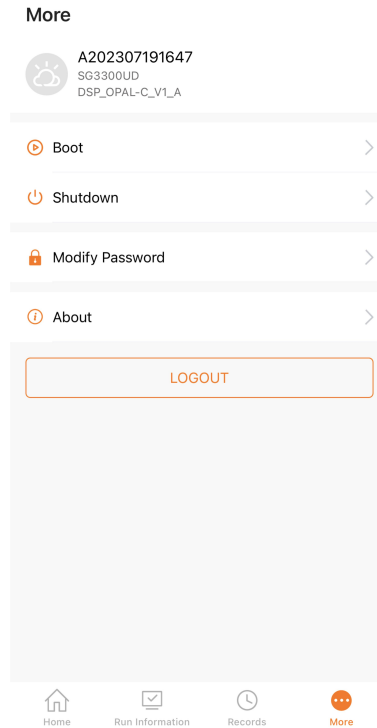 More
A202307191647
SG3300UD
DSP_OPAL-C_V1_A
Boot
Shutdown
Modify Password
About
LOGOUT
Home
Run Information
Records
More